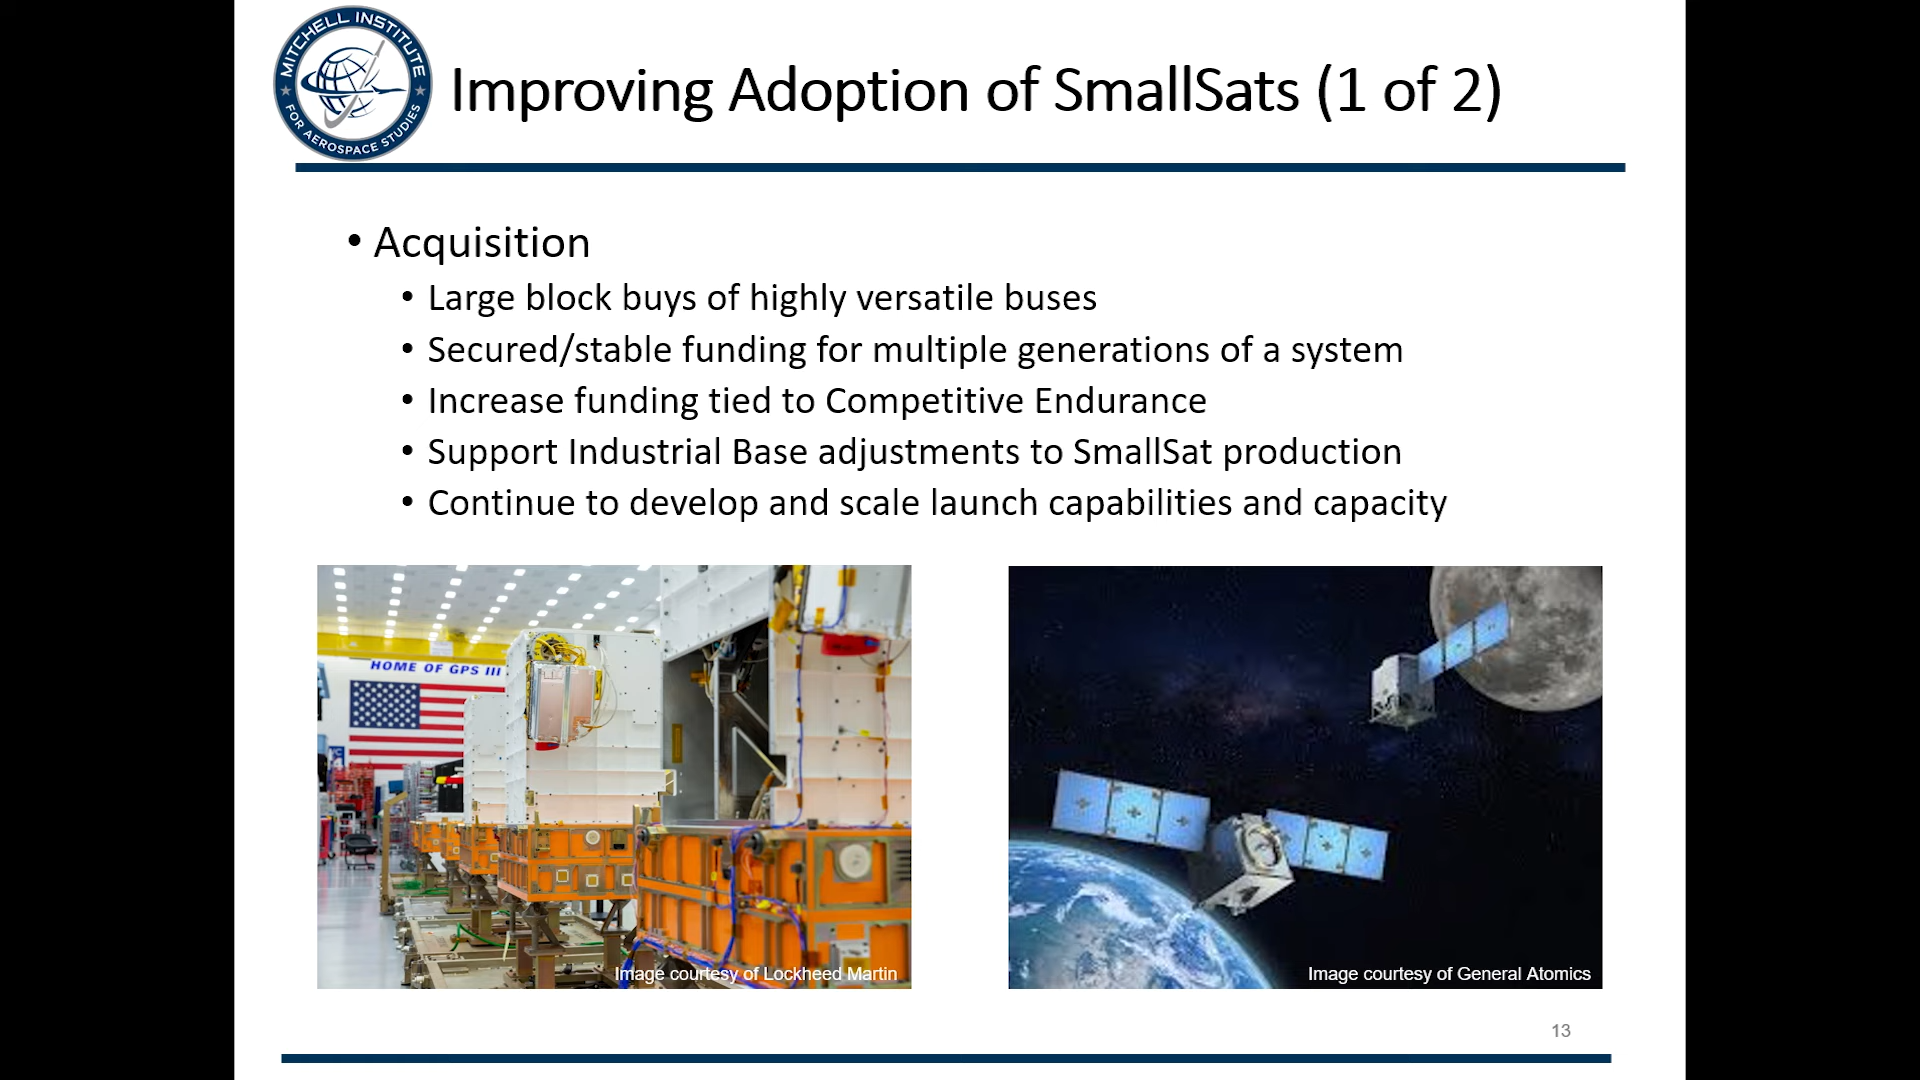 MITCHELL INSTITUTE
FOR AEROSPACE STUDIES
Improving Adoption of SmallSats (1 of 2)
• Acquisition
• Large block buys of highly versatile buses
• Secured/stable funding for multiple generations of a system
• Increase funding tied to Competitive Endurance
• Support Industrial Base adjustments to SmallSat production
• Continue to develop and scale launch capabilities and capacity
HOME OF GPS III
Image courtesy of Lockheed Martin
Image courtesy of General Atomics
13